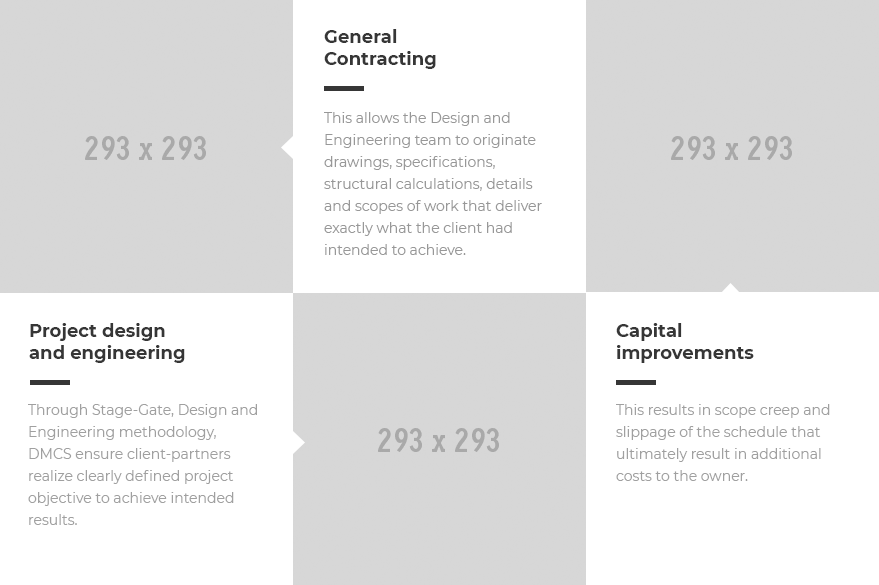 293 x 293
General
Contracting
This allows the Design and
Engineering team to originate
drawings, specifications,
structural calculations, details
and scopes of work that deliver
exactly what the client had
intended to achieve.
293 x 293
Project design
and engineering
Through Stage-Gate, Design and
Engineering methodology,
DMCS ensure client-partners
realize clearly defined project
objective to achieve intended
results.
293 x 293
Capital
improvements
This results in scope creep and
slippage of the schedule that
ultimately result in additional
costs to the owner.